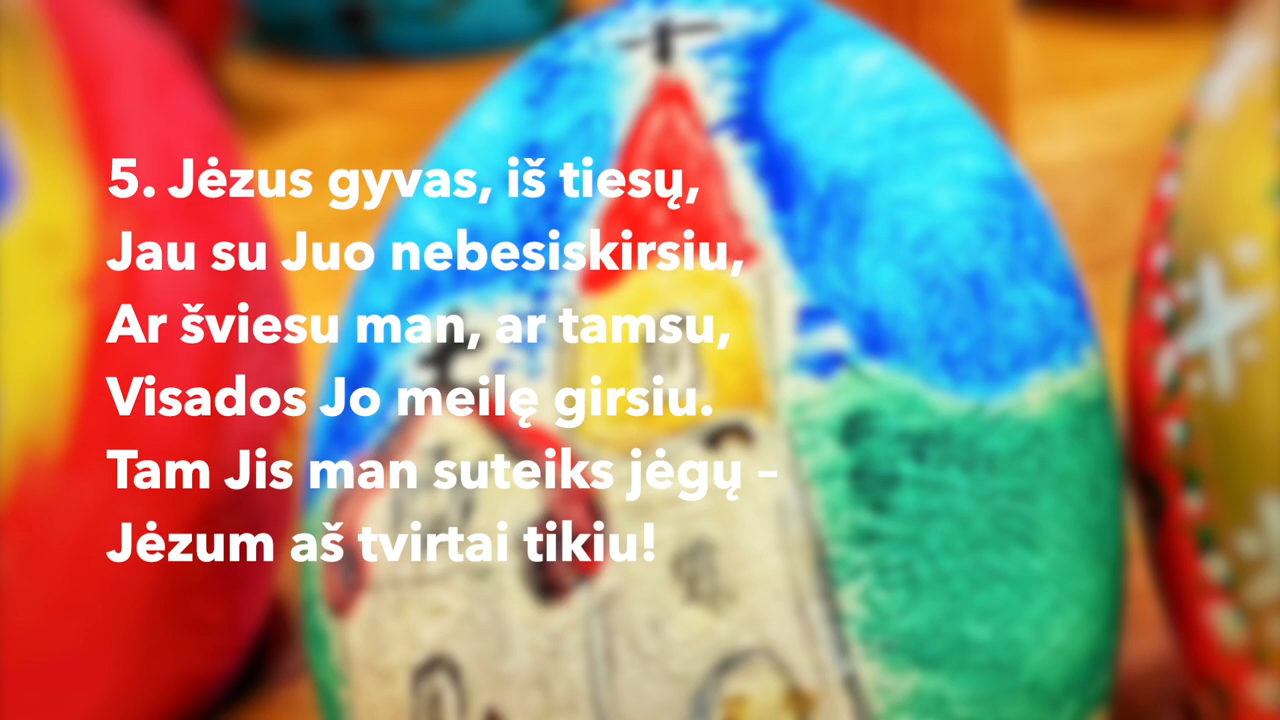 5. Jėzus gyvas, iš tiesų,
Jau su Juo nebesiskirsiu,
Ar šviesu man, ar tamsu,
Visados Jo meilę girsiu.
Tam Jis man suteiks jėgų –
Jėzum aš tvirtai tikiu!